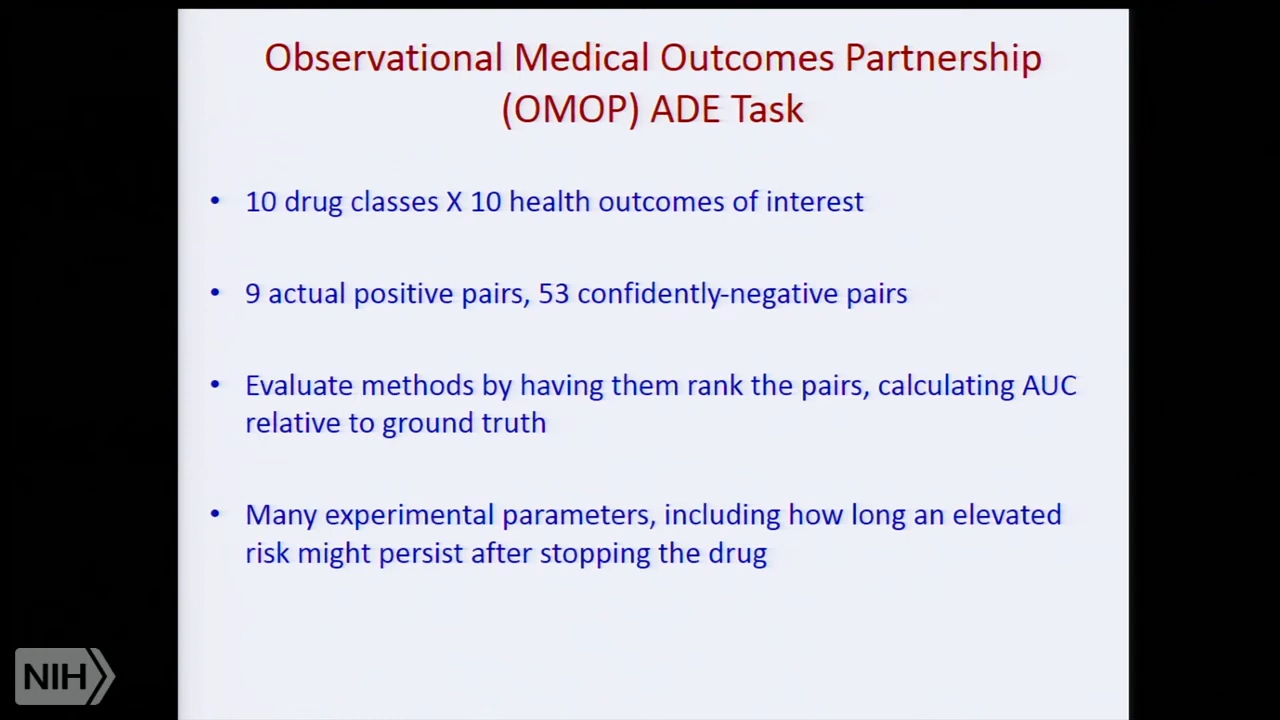 Observational Medical Outcomes Partnership
(OMOP) ADE Task
• 10 drug classes X 10 health outcomes of interest
• 9 actual positive pairs, 53 confidently-negative pairs
• Evaluate methods by having them rank the pairs, calculating AUC
relative to ground truth
• Many experimental parameters, including how long an elevated
risk might persist after stopping the drug
NIH